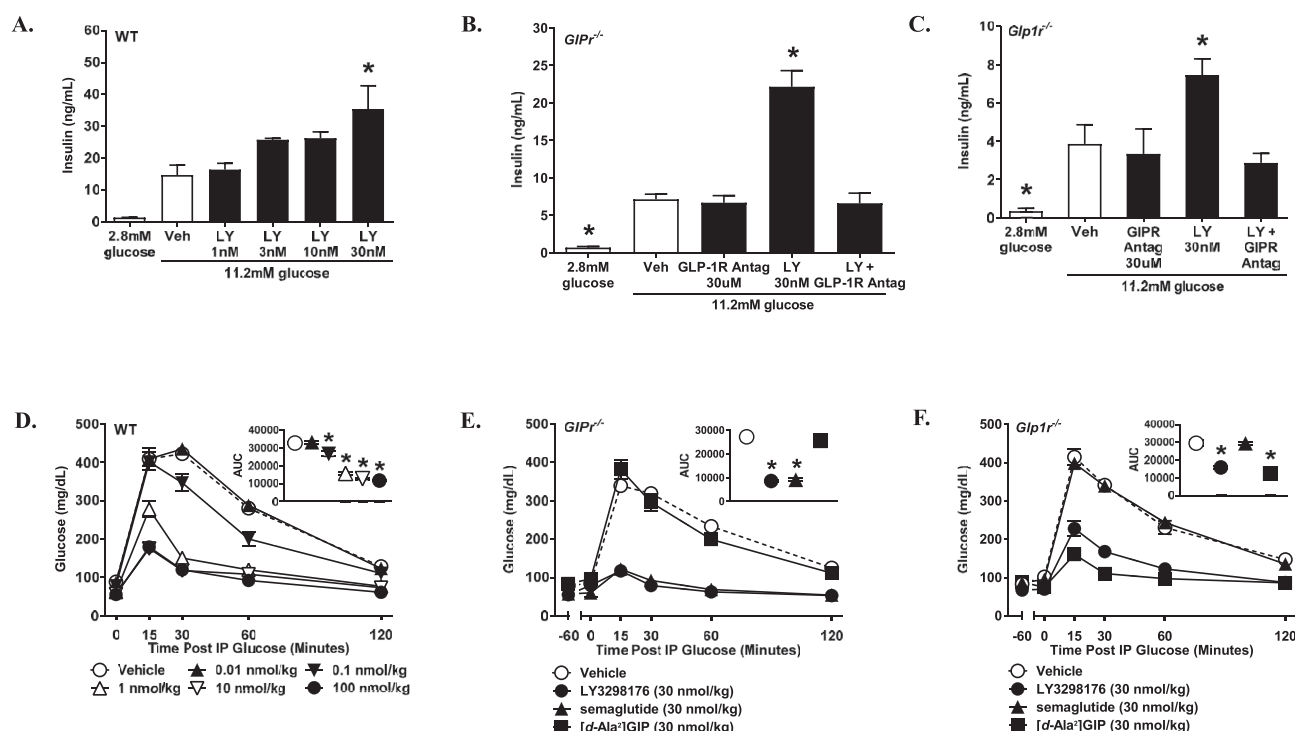 A.
WT
60
50
40
30
20
10
0
Insulin (ng/mL)
*
2.8mM glucose
Veh
LY 1nM
LY 3nM
LY 10nM
LY 30nM
11.2mM glucose
B.
GIPr-/-
30
25
20
15
10
5
0
Insulin (ng/mL)
*
*
2.8mM glucose
Veh
GLP-1R Antag 30uM
LY 30nM
LY + GLP-1R Antag
11.2mM glucose
C.
Glp1r-/-
10
8
6
4
2
0
Insulin (ng/mL)
*
*
2.8mM glucose
Veh
GIPR Antag 30uM
LY 30nM
LY + GIPR Antag
11.2mM glucose
D.
WT
500
400
300
200
100
0
Glucose (mg/dL)
40000
30000
20000
10000
0
AUC
* * * *
0 15 30 60 120
Time Post IP Glucose (Minutes)
Vehicle 0.01 nmol/kg 0.1 nmol/kg
1 nmol/kg 10 nmol/kg 100 nmol/kg
E.
GIPr-/-
500
400
300
200
100
0
Glucose (mg/dL)
30000
20000
10000
0
AUC
* *
-60 0 15 30 60 120
Time Post IP Glucose (Minutes)
Vehicle
LY3298176 (30 nmol/kg)
semaglutide (30 nmol/kg)
[d-Ala²]GIP (30 nmol/kg)
F.
Glp1r-/-
500
400
300
200
100
0
Glucose (mg/dL)
40000
30000
20000
10000
0
AUC
* *
-60 0 15 30 60 120
Time Post IP Glucose (Minutes)
Vehicle
LY3298176 (30 nmol/kg)
semaglutide (30 nmol/kg)
[d-Ala²]GIP (30 nmol/kg)